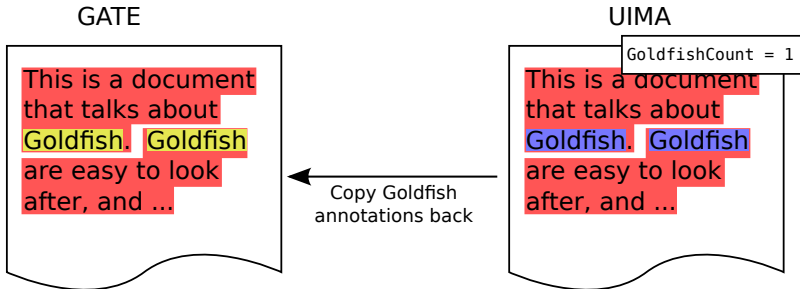 GATE
This is a document
that talks about
Goldfish. Goldfish
are easy to look
after, and ...
Copy Goldfish
annotations back
UIMA
GoldfishCount = 1
This is a document
that talks about
Goldfish. Goldfish
are easy to look
after, and ...